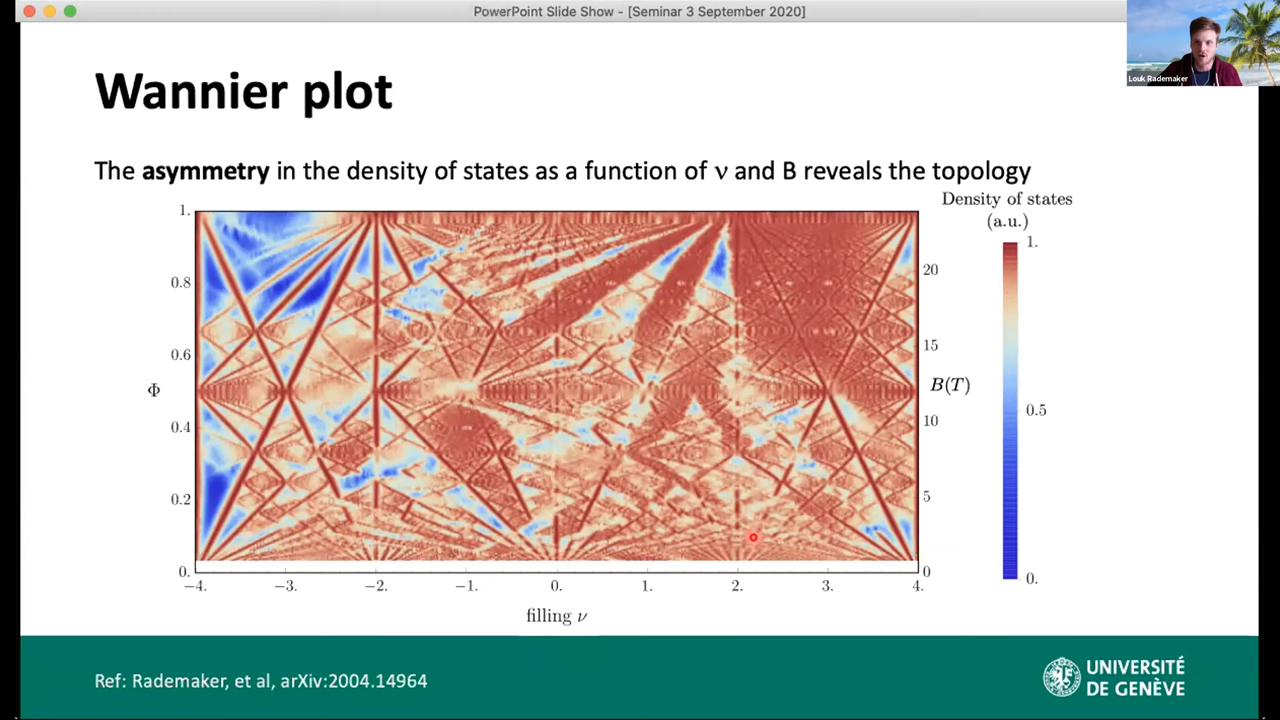 PowerPoint Slide Show - [Seminar 3 September 2020]
Louk Rademaker
Wannier plot
The asymmetry in the density of states as a function of ν and B reveals the topology
Density of states
(a.u.)
1.
0.8
0.6
0.4
0.2
0.
Φ
20
15
10
5
0
B(T)
1.
0.5
0.
−4.
−3.
−2.
−1.
0.
1.
2.
3.
4.
filling ν
Ref: Rademaker, et al, arXiv:2004.14964
UNIVERSITÉ
DE GENÈVE